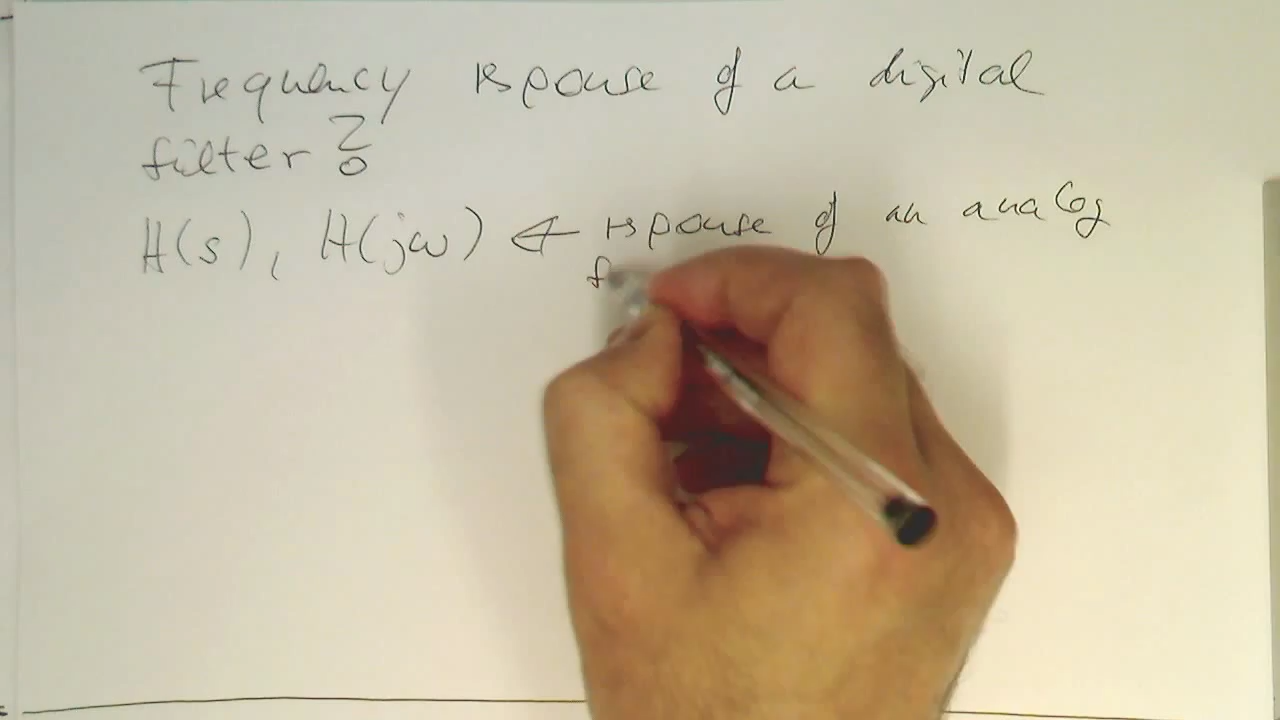 Frequency response of a digital
filter?
H(s), H(jω) ← response of an analog
f